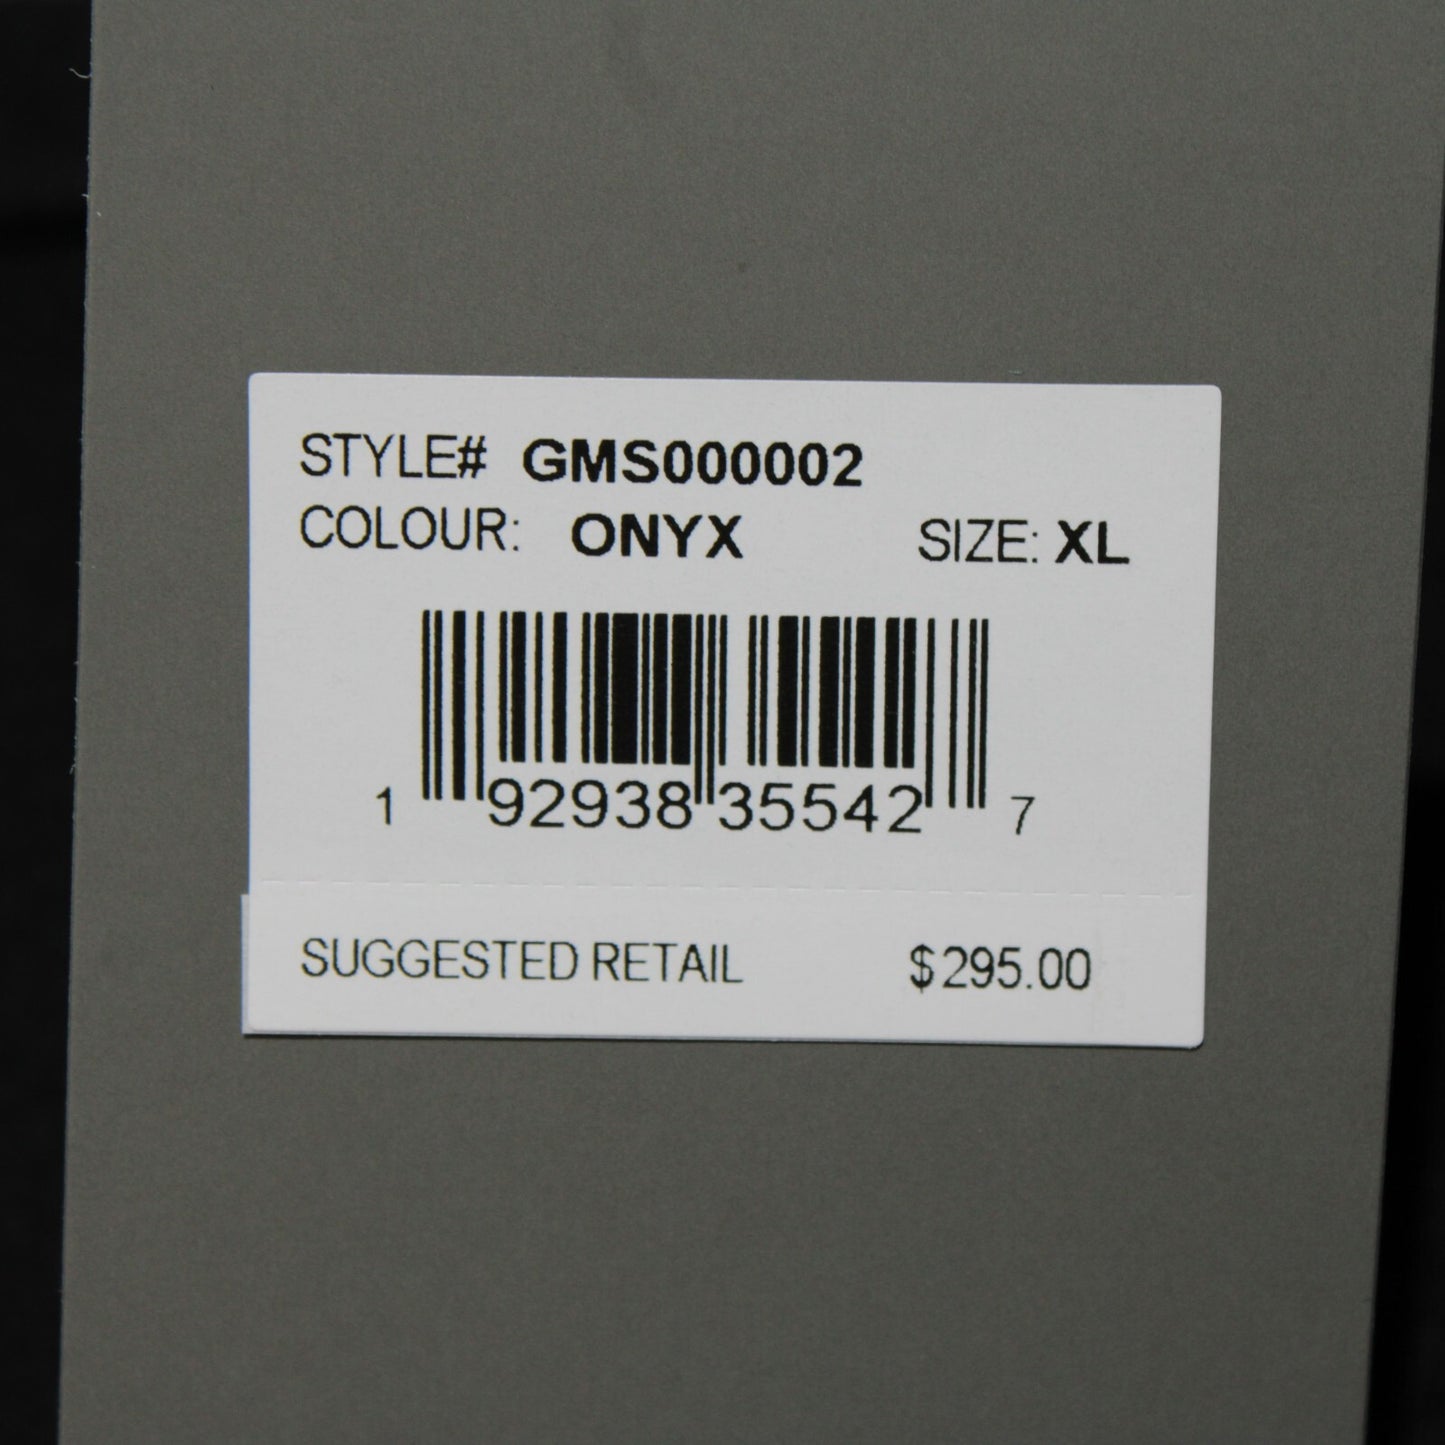 STYLE# GMS000002
COLOUR: ONYX SIZE: XL
1 92938 35542 7
SUGGESTED RETAIL $295.00